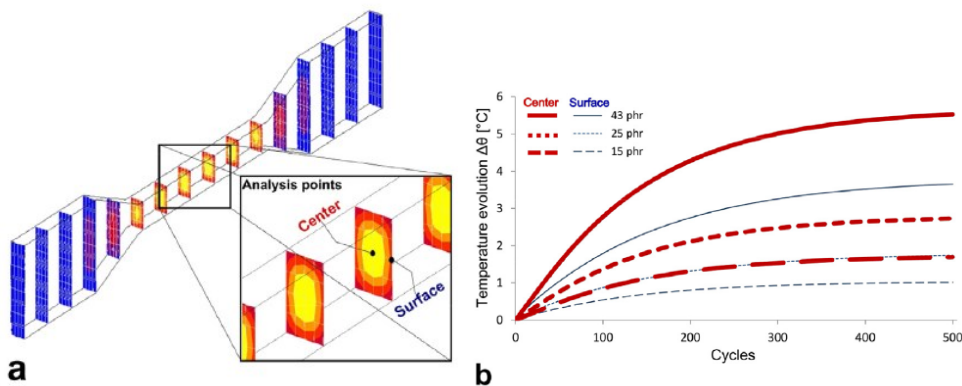 a
Analysis points
Center
Surface
b
Temperature evolution Δθ [°C]
Center Surface
43 phr
25 phr
15 phr
6
5
4
3
2
1
0
0 100 200 300 400 500
Cycles